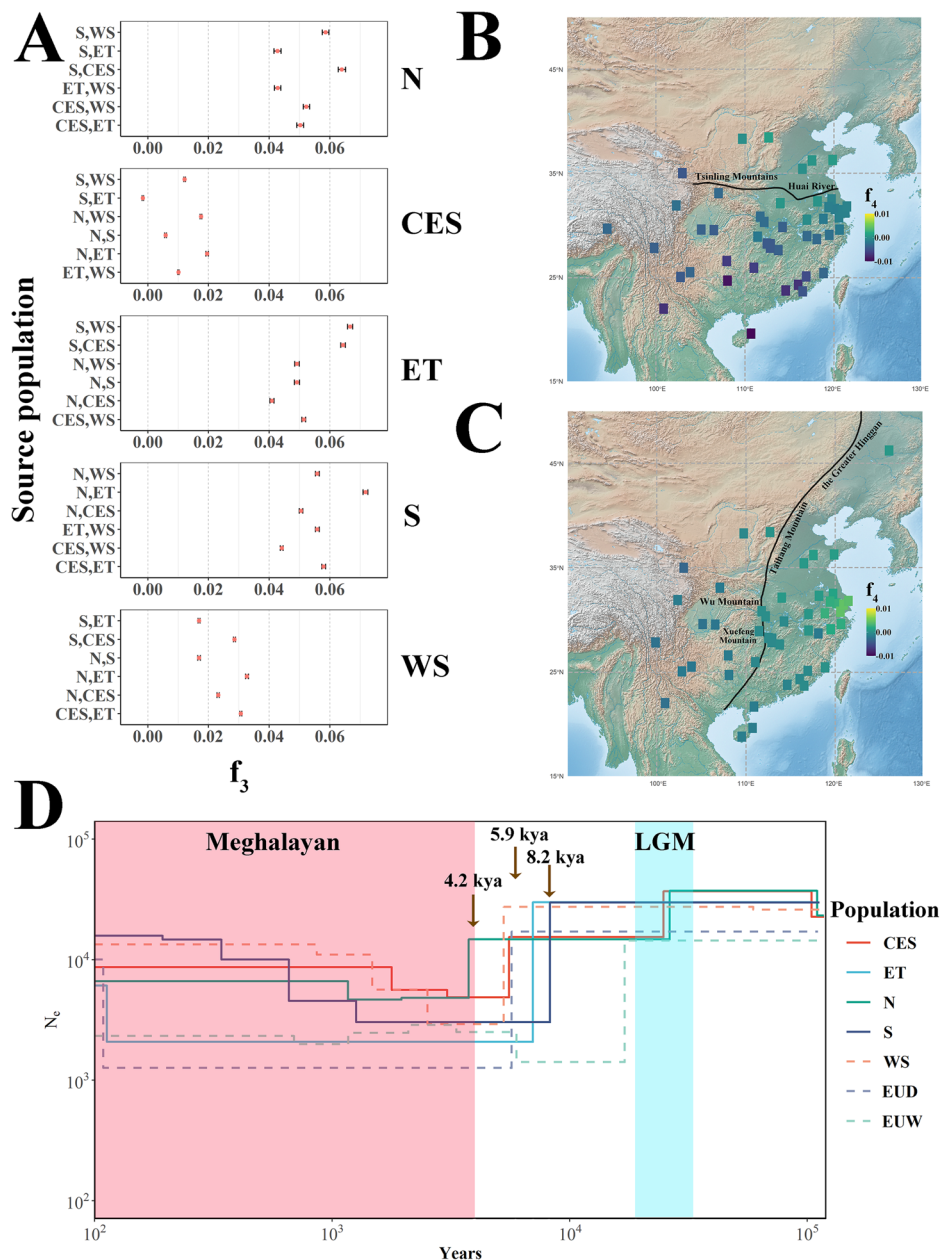 A
Source population
S,WS
S,ET
S,CES
ET,WS
CES,WS
CES,ET
N
0.00 0.02 0.04 0.06
S,WS
S,ET
N,WS
N,S
N,ET
ET,WS
CES
0.00 0.02 0.04 0.06
S,WS
S,CES
N,WS
N,S
N,CES
CES,WS
ET
0.00 0.02 0.04 0.06
N,WS
N,ET
N,CES
ET,WS
CES,WS
CES,ET
S
0.00 0.02 0.04 0.06
S,ET
S,CES
N,S
N,ET
N,CES
CES,ET
WS
0.00 0.02 0.04 0.06
f3
B
45°N
35°N
25°N
15°N
Tsinling Mountains
Huai River
f4
0.01
0.00
-0.01
100°E 110°E 120°E 130°E
C
45°N
35°N
25°N
15°N
the Greater Hinggan
Taihang Mountain
Wu Mountain
Xuefeng
Mountain
f4
0.01
0.00
-0.01
100°E 110°E 120°E 130°E
D
Meghalayan
4.2 kya
5.9 kya
8.2 kya
LGM
10^5
10^4
10^3
10^2
Ne
10^2 10^3 10^4 10^5
Years
Population
CES
ET
N
S
WS
EUD
EUW